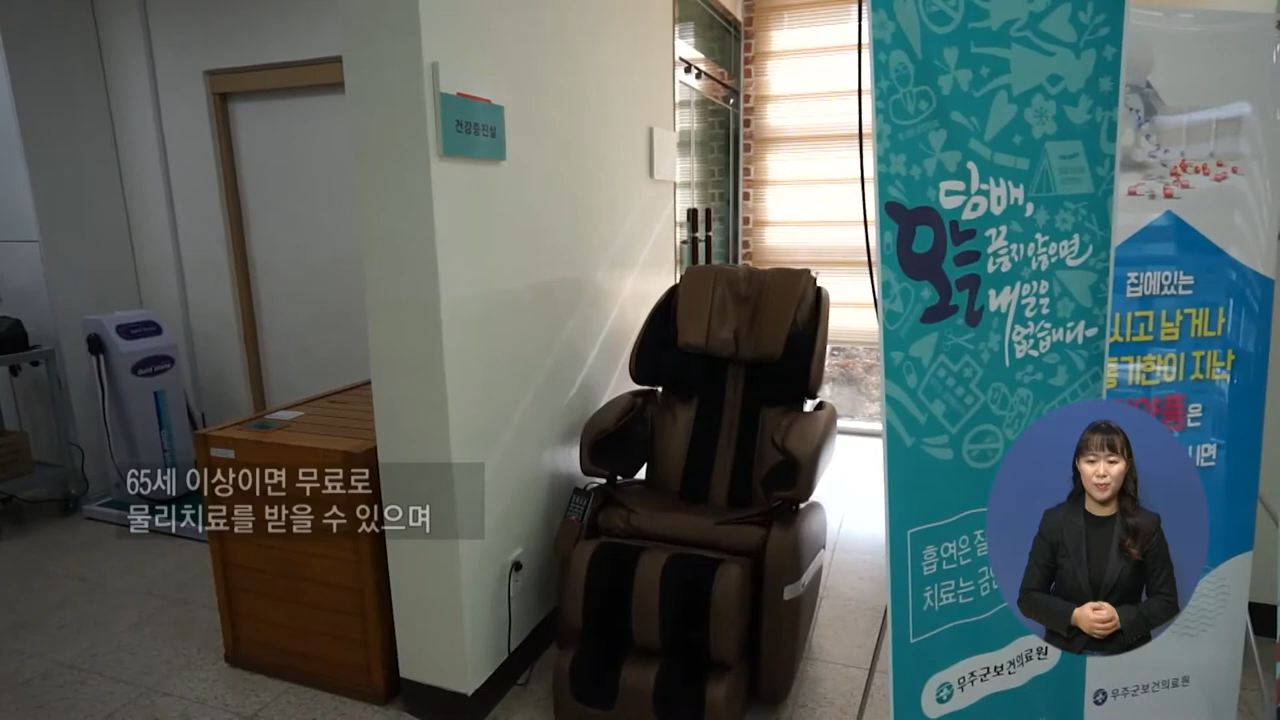 건강증진실
담배,
오늘 끊지 않으면
내일은
없습니다
집에있는
시고 남거나
통기한이 지난
은
시면
65세 이상이면 무료로
물리치료를 받을 수 있으며
흡연은 질
치료는 금
무주군보건의료원
무주군보건의료원